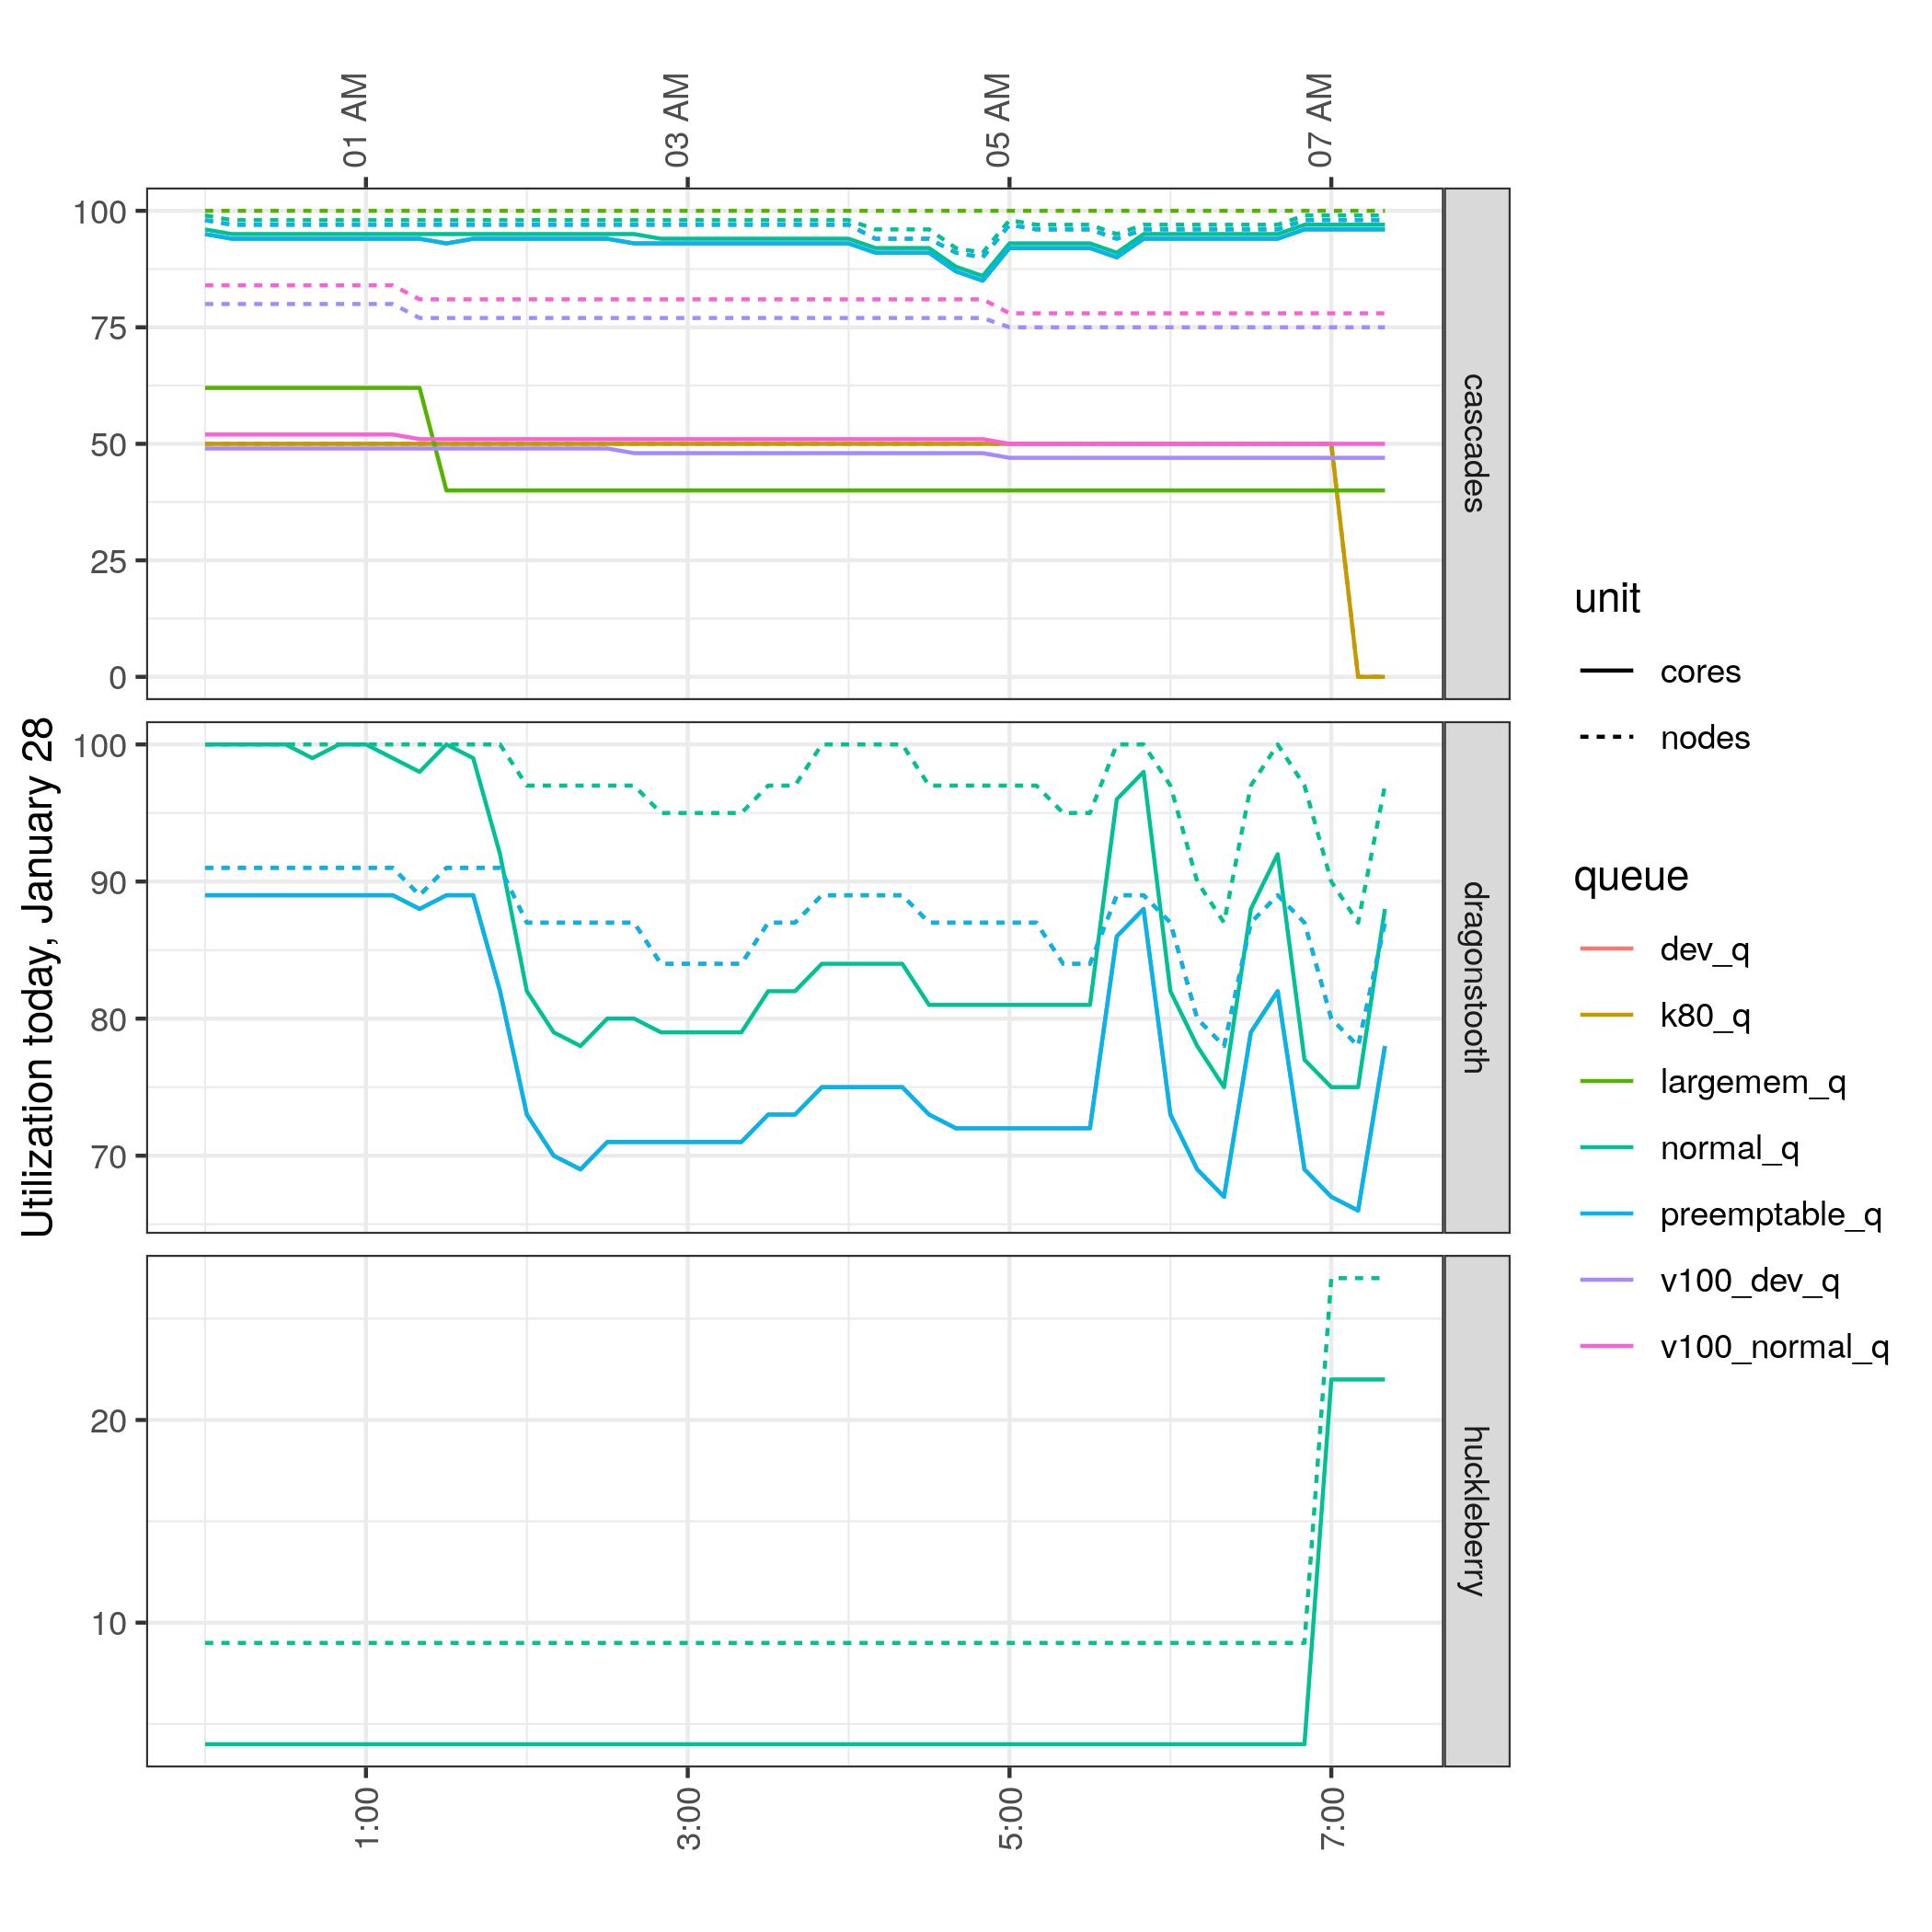 01 AM
03 AM
05 AM
07 AM
100
75
50
25
0
cascades
100
90
80
70
dragonstooth
20
10
huckleberry
1:00
3:00
5:00
7:00
Utilization today, January 28
unit
cores
nodes
queue
dev_q
k80_q
largemem_q
normal_q
preemptable_q
v100_dev_q
v100_normal_q